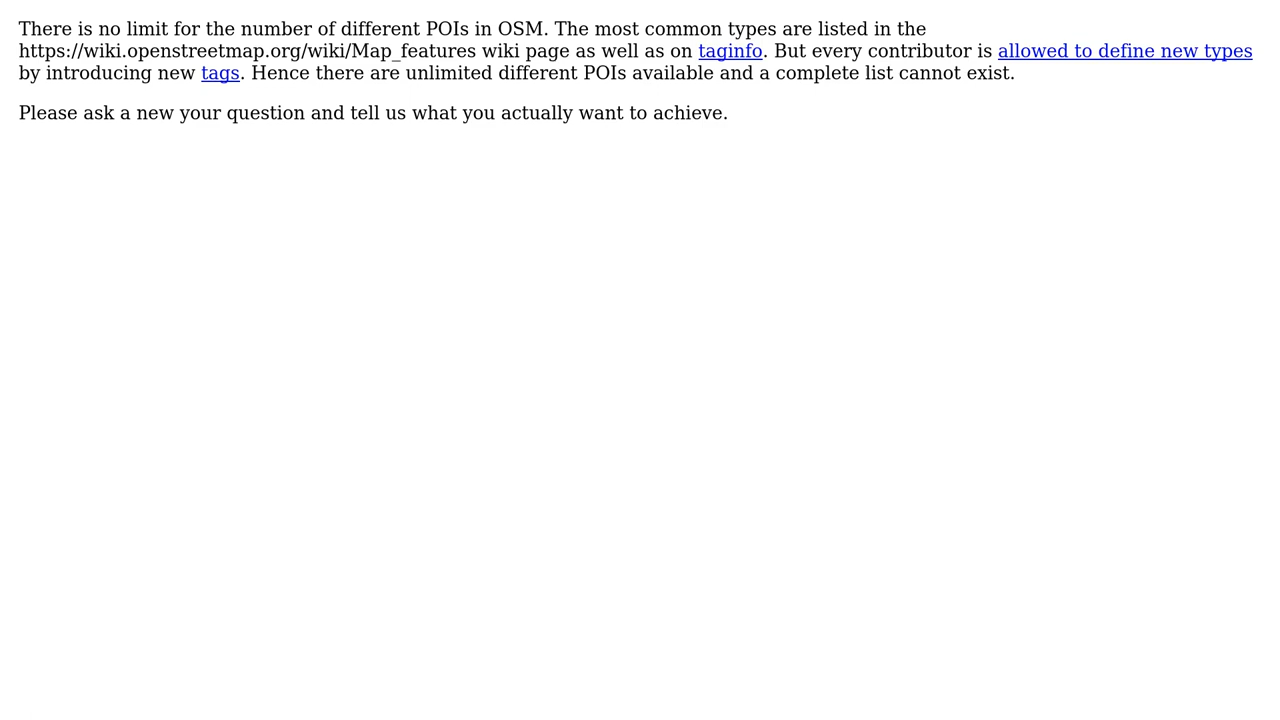 There is no limit for the number of different POIs in OSM. The most common types are listed in the
https://wiki.openstreetmap.org/wiki/Map_features wiki page as well as on taginfo. But every contributor is allowed to define new types
by introducing new tags. Hence there are unlimited different POIs available and a complete list cannot exist.
Please ask a new your question and tell us what you actually want to achieve.